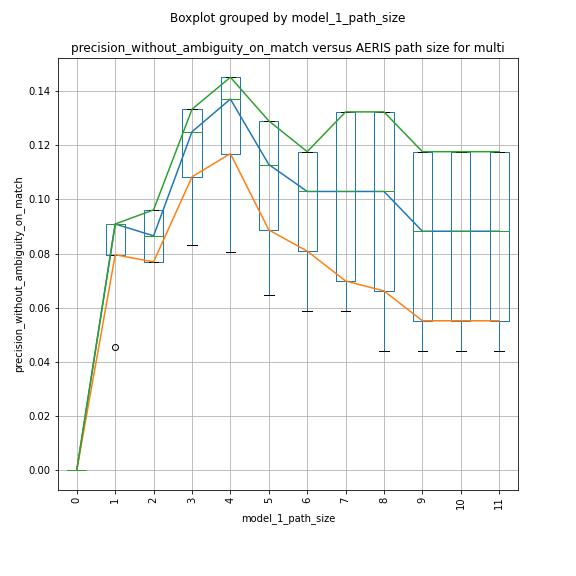 Boxplot grouped by model_1_path_size
precision_without_ambiguity_on_match versus AERIS path size for multi
precision_without_ambiguity_on_match
0.14
0.12
0.10
0.08
0.06
0.04
0.02
0.00
0 1 2 3 4 5 6 7 8 9 10 11
model_1_path_size